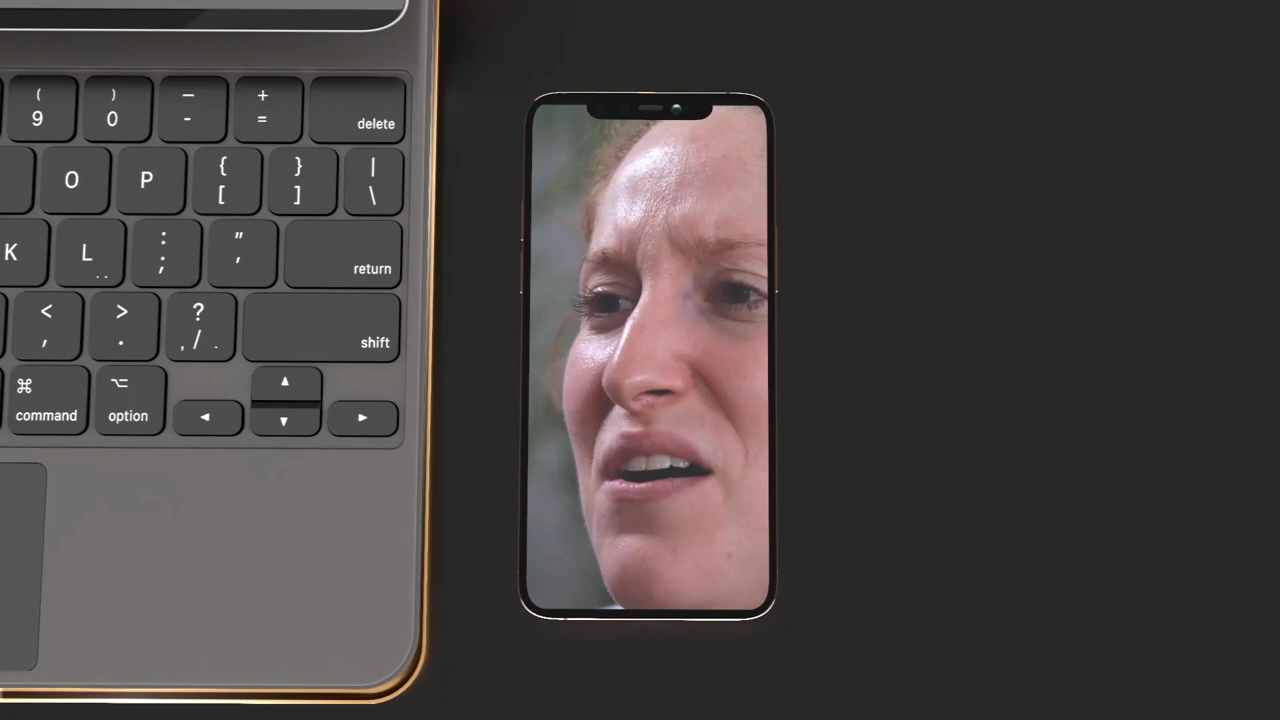 ( ) — +
9 0 - = delete
O P { } |
[ ] \
K L : " return
; '
< > ? shift
, . /
⌘ ⌥
command option